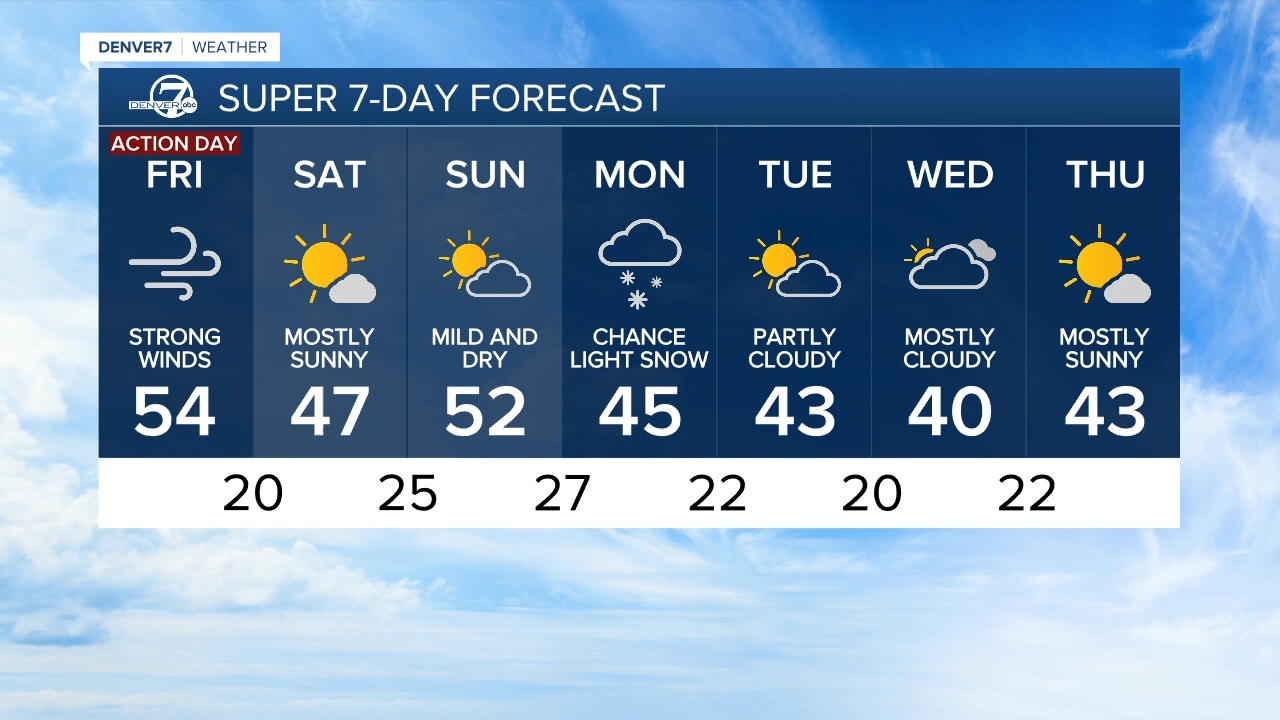 DENVER7 | WEATHER
7
DENVER abc
SUPER 7-DAY FORECAST
ACTION DAY
FRI
STRONG
WINDS
54
SAT
MOSTLY
SUNNY
47
SUN
MILD AND
DRY
52
MON
CHANCE
LIGHT SNOW
45
TUE
PARTLY
CLOUDY
43
WED
MOSTLY
CLOUDY
40
THU
MOSTLY
SUNNY
43
20 25 27 22 20 22